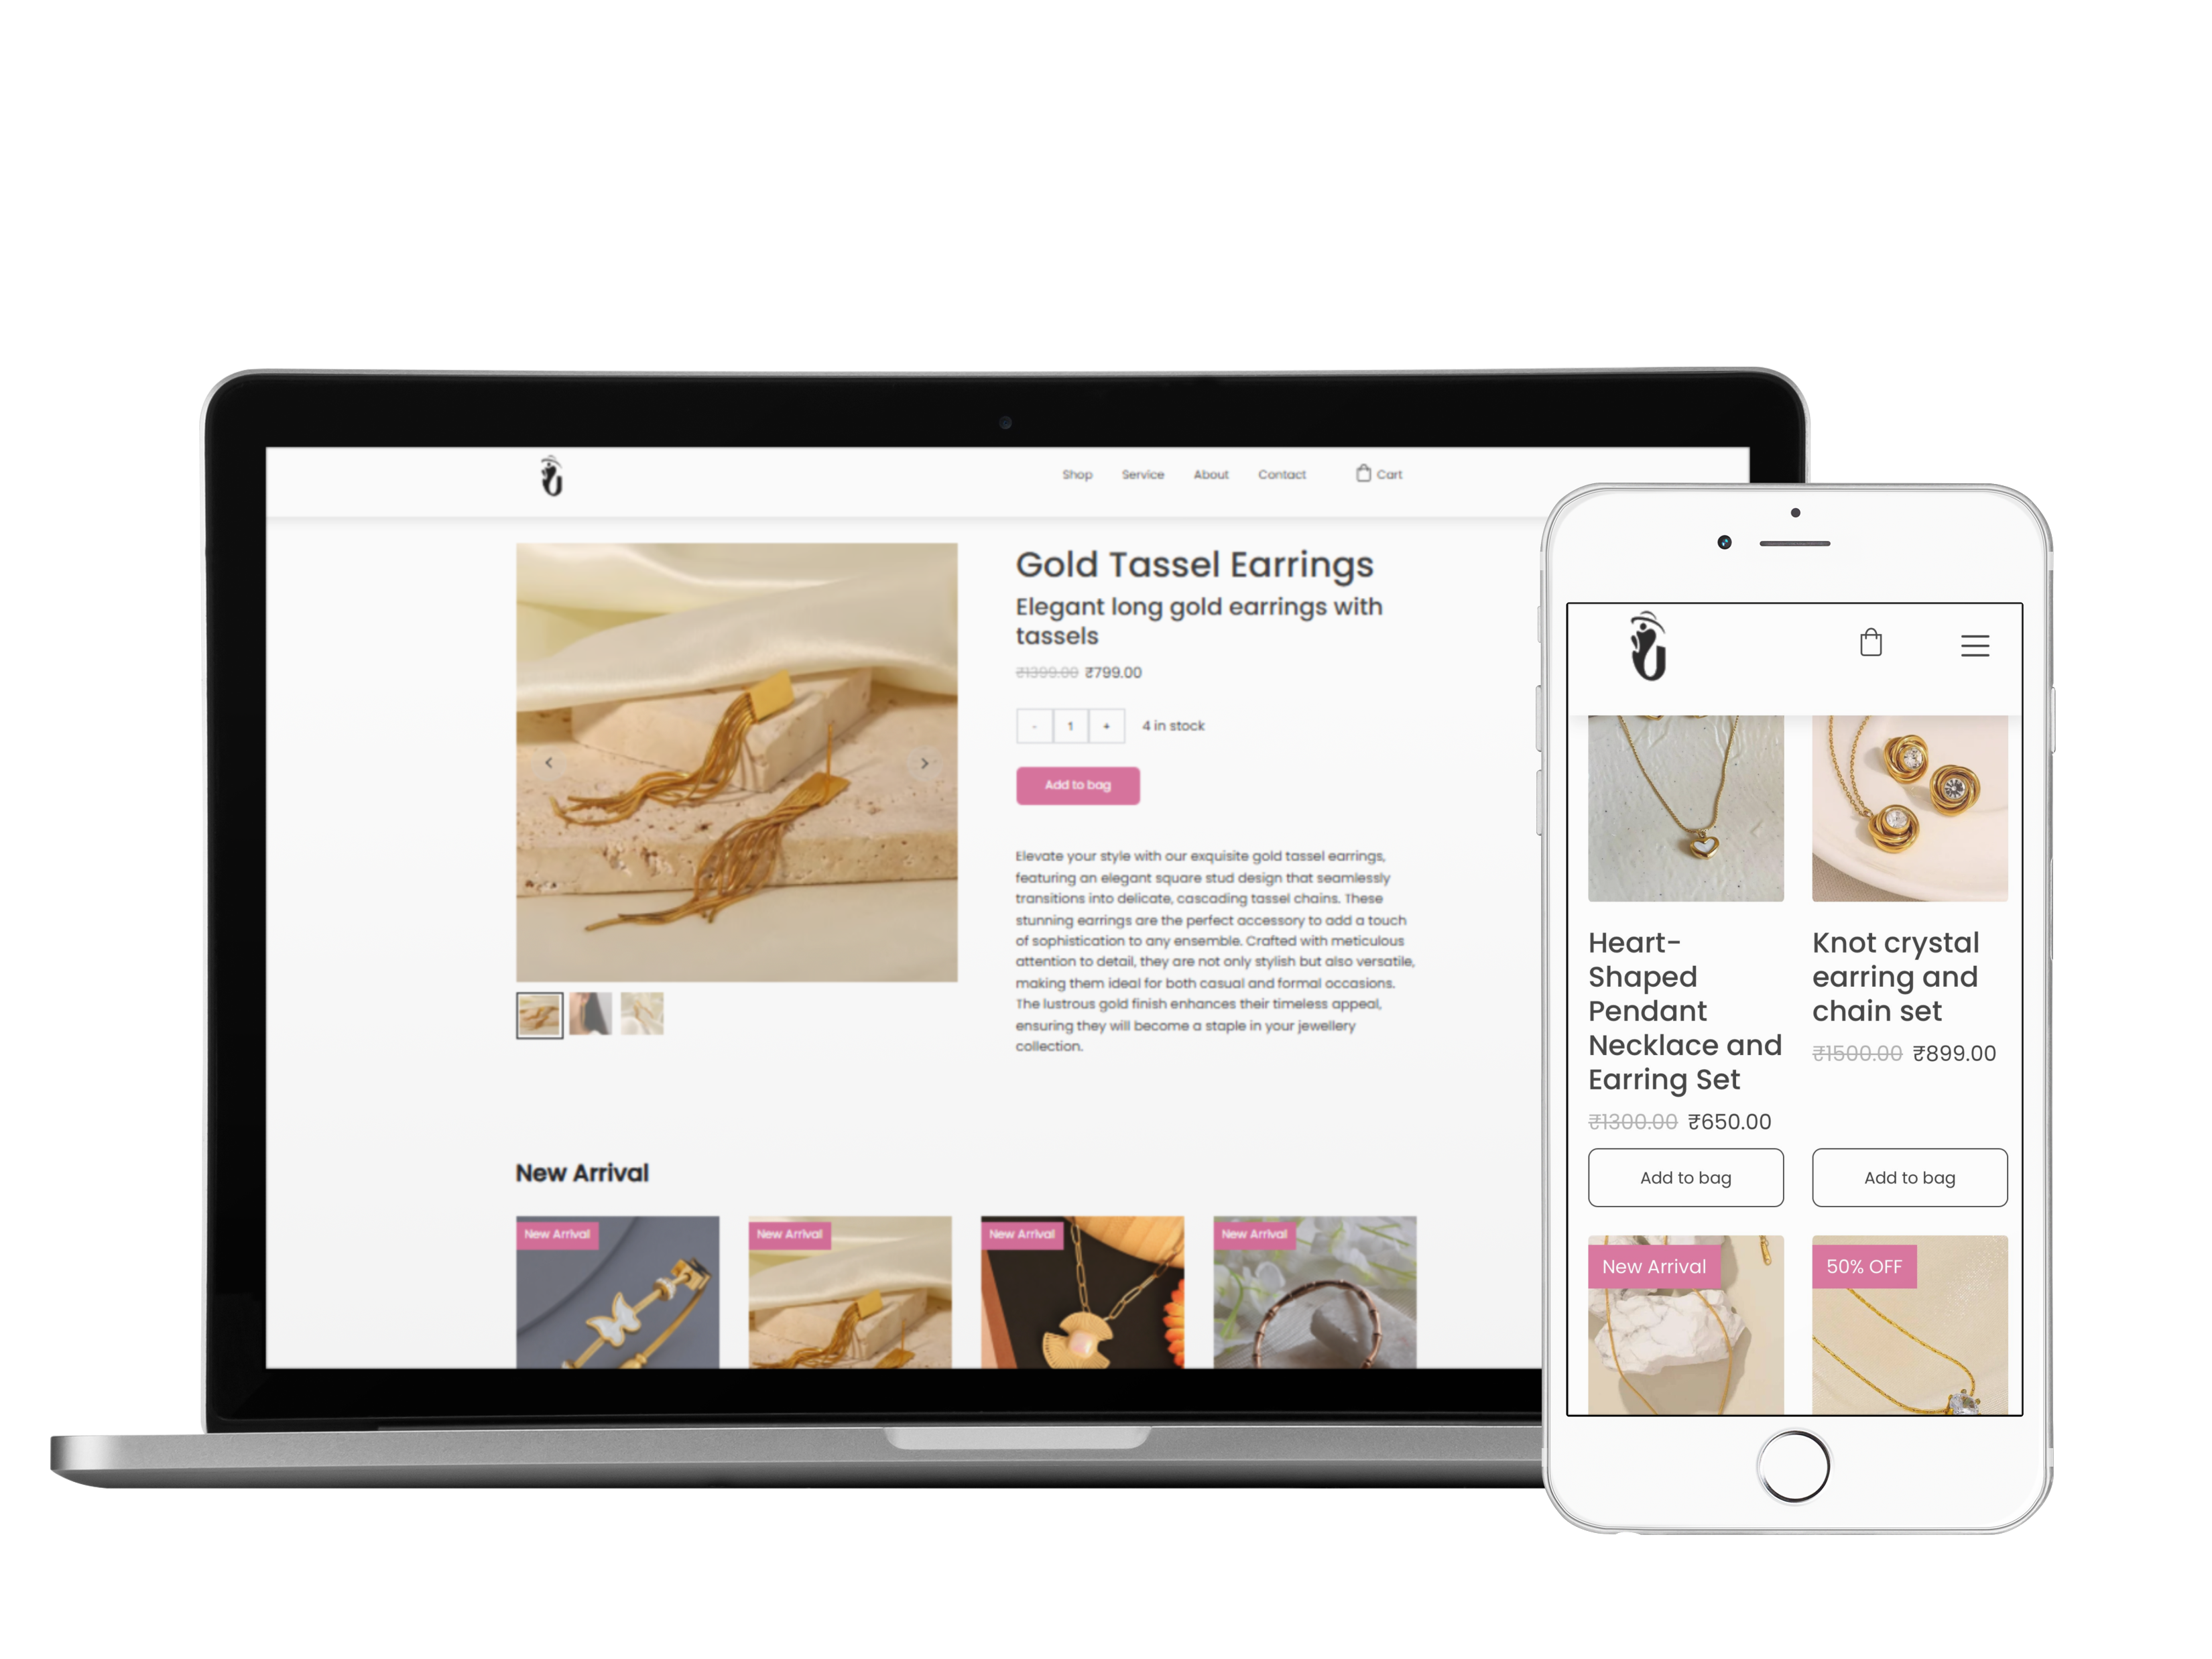 Shop Service About Contact Cart
Gold Tassel Earrings
Elegant long gold earrings with
tassels
₹1399.00 ₹799.00
- 1 + 4 in stock
Add to bag
Elevate your style with our exquisite gold tassel earrings,
featuring an elegant square stud design that seamlessly
transitions into delicate, cascading tassel chains. These
stunning earrings are the perfect accessory to add a touch
of sophistication to any ensemble. Crafted with meticulous
attention to detail, they are not only stylish but also versatile,
making them ideal for both casual and formal occasions.
The lustrous gold finish enhances their timeless appeal,
ensuring they will become a staple in your jewellery
collection.
New Arrival
New Arrival
New Arrival
New Arrival
New Arrival
Heart-
Shaped
Pendant
Necklace and
Earring Set
₹1300.00 ₹650.00
Add to bag
Knot crystal
earring and
chain set
₹1500.00 ₹899.00
Add to bag
New Arrival
50% OFF